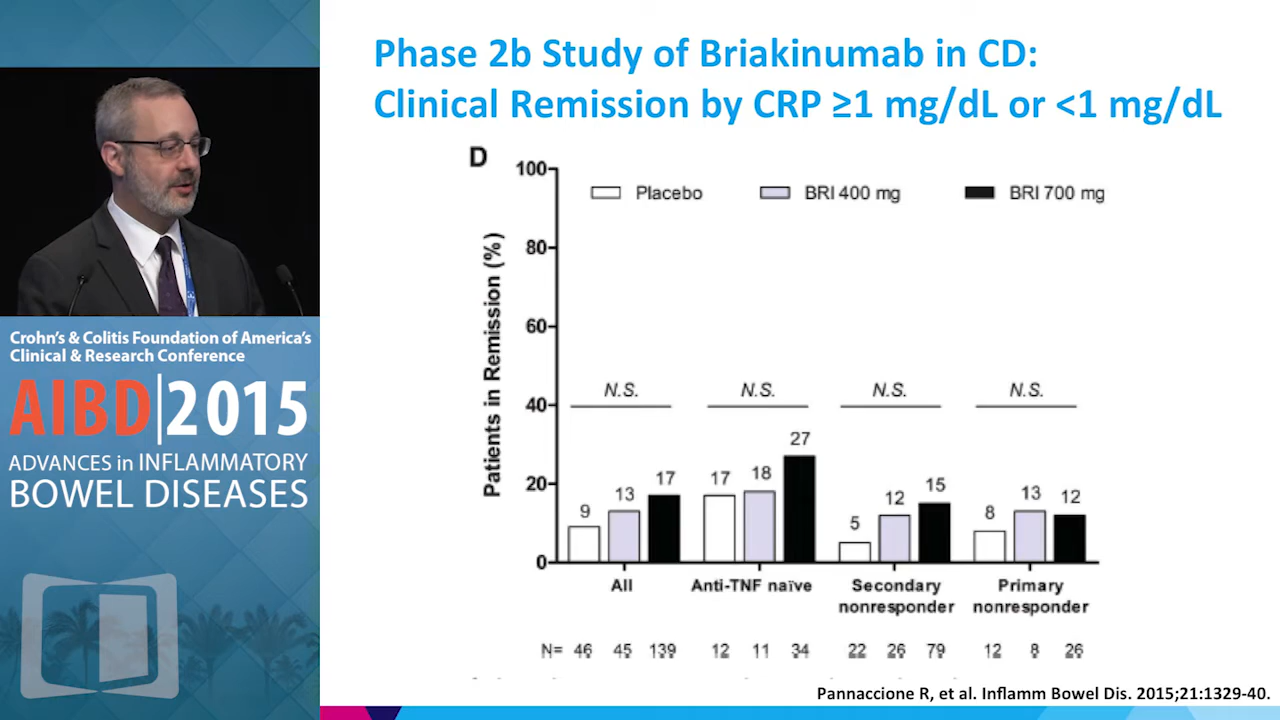 Phase 2b Study of Briakinumab in CD:
Clinical Remission by CRP ≥1 mg/dL or <1 mg/dL
D
Placebo
BRI 400 mg
BRI 700 mg
Patients in Remission (%)
100
80
60
40
20
0
N.S. N.S. N.S. N.S.
9 13 17 17 18 27 5 12 15 8 13 12
All
Anti-TNF naïve
Secondary
nonresponder
Primary
nonresponder
N= 46 45 139 12 11 34 22 26 79 12 8 26
Pannaccione R, et al. Inflamm Bowel Dis. 2015;21:1329-40.
Crohn's & Colitis Foundation of America's
Clinical & Research Conference
AIBD|2015
ADVANCES in INFLAMMATORY
BOWEL DISEASES